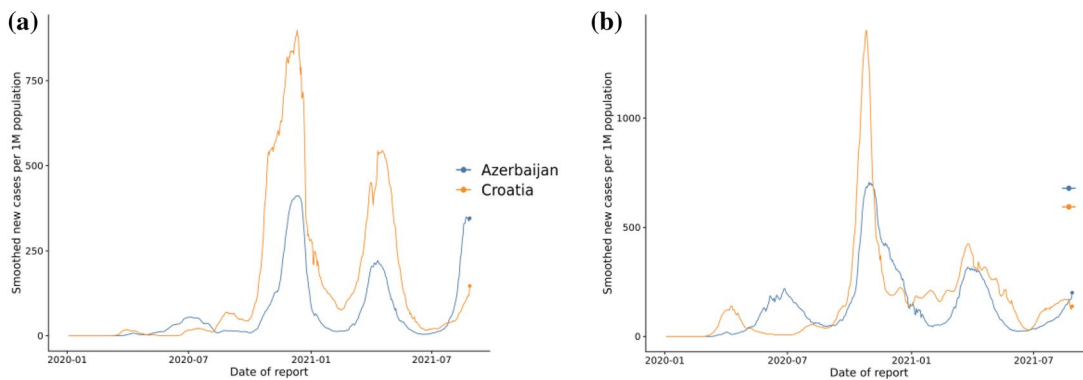 (a)
Smoothed new cases per 1M population
750
500
250
0
2020-01
2020-07
2021-01
2021-07
Date of report
Azerbaijan
Croatia
(b)
Smoothed new cases per 1M population
1000
500
0
2020-01
2020-07
2021-01
2021-07
Date of report